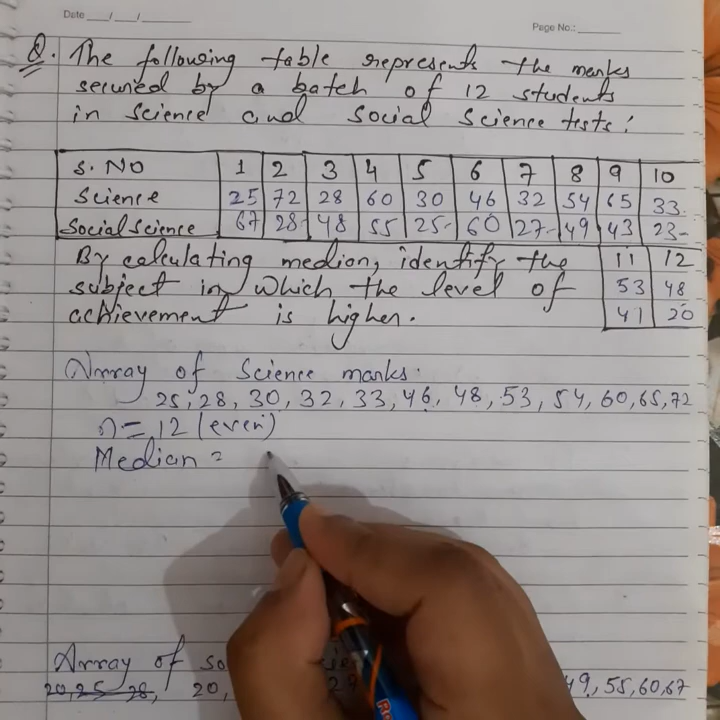 Date __/__/__
Page No.:
Q. The following table represents the marks
secured by a batch of 12 students
in science and social science tests:
S. NO 1 2 3 4 5 6 7 8 9 10
Science 25 72 28 60 30 46 32 54 65 33
Social science 67 28 48 55 25 60 27 49 43 23
11 12
53 48
41 20
By calculating median, identify the
subject in which the level of
achievement is higher.
Array of Science marks.
25, 28, 30, 32, 33, 46, 48, 53, 54, 60, 65, 72
n = 12 (even)
Median =
Array of so
20, 25, 28, 20, 49, 55, 60, 67